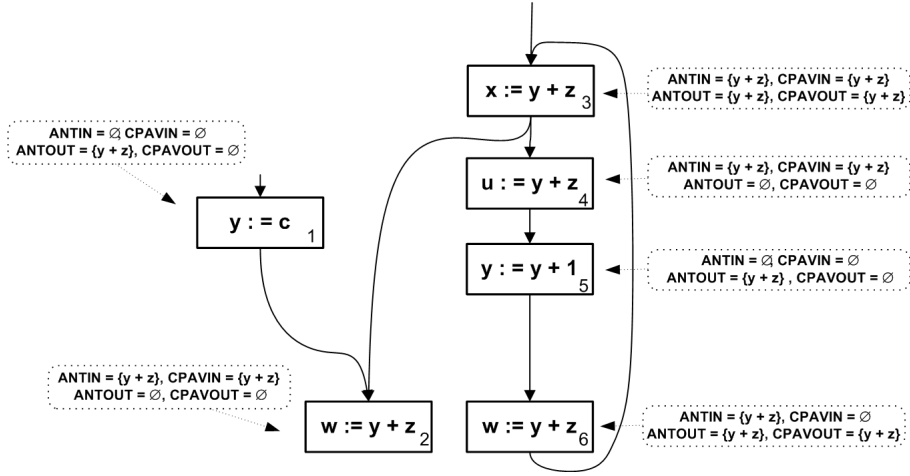 x := y + z 3
ANTIN = {y + z}, CPAVIN = {y + z}
ANTOUT = {y + z}, CPAVOUT = {y + z}
ANTIN = ∅, CPAVIN = ∅
ANTOUT = {y + z}, CPAVOUT = ∅
u := y + z 4
ANTIN = {y + z}, CPAVIN = {y + z}
ANTOUT = ∅, CPAVOUT = ∅
y : = c 1
y := y + 1 5
ANTIN = ∅, CPAVIN = ∅
ANTOUT = {y + z} , CPAVOUT = ∅
ANTIN = {y + z}, CPAVIN = {y + z}
ANTOUT = ∅, CPAVOUT = ∅
w := y + z 2
w := y + z 6
ANTIN = {y + z}, CPAVIN = ∅
ANTOUT = {y + z}, CPAVOUT = {y + z}